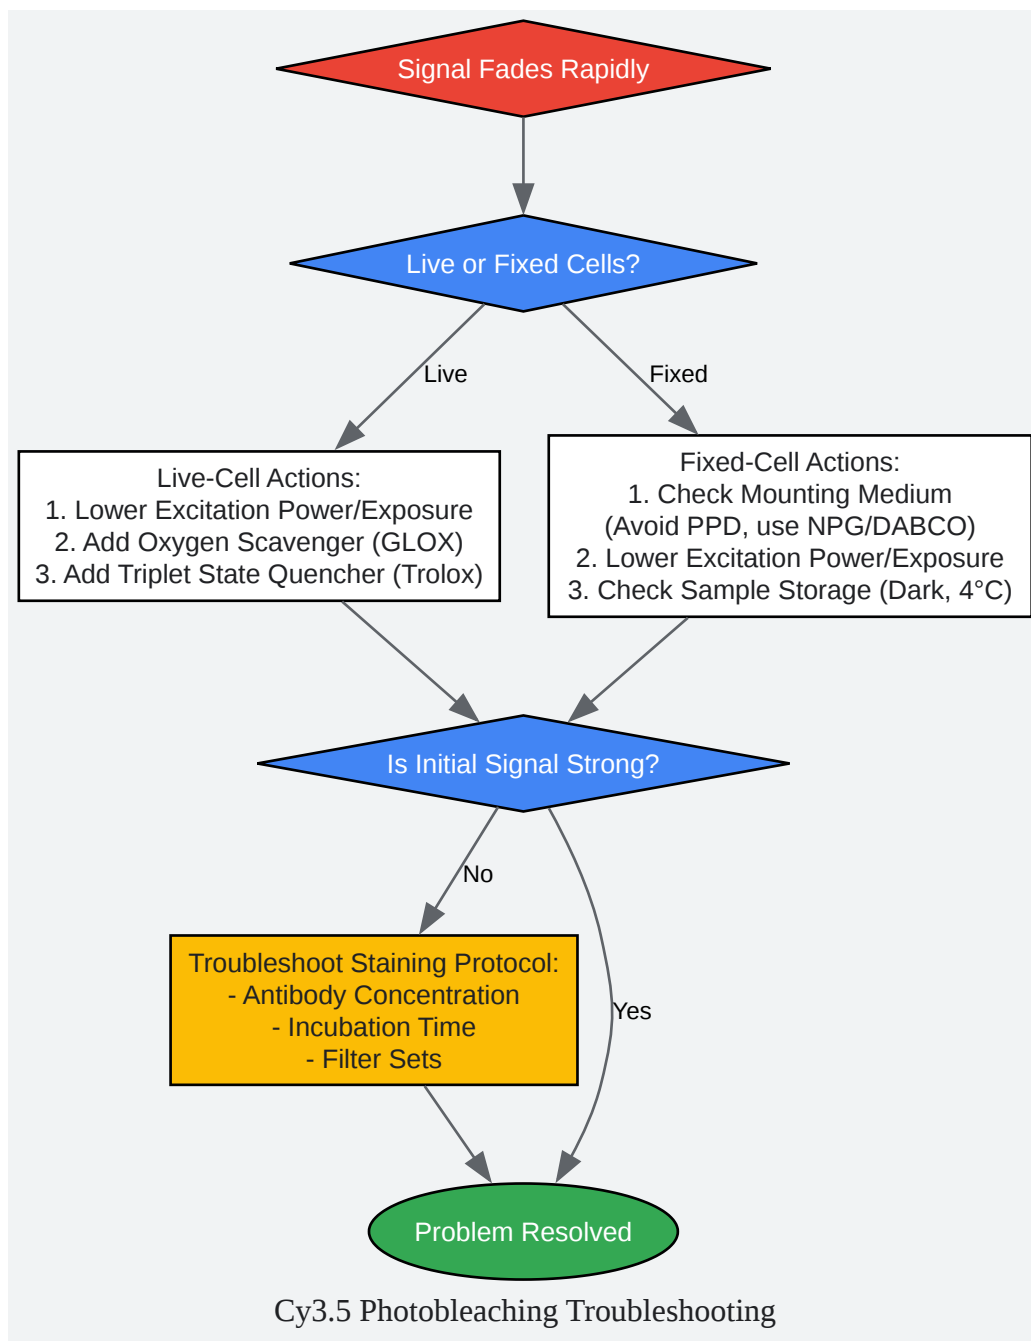 Signal Fades Rapidly
Live or Fixed Cells?
Live
Fixed
Live-Cell Actions:
1. Lower Excitation Power/Exposure
2. Add Oxygen Scavenger (GLOX)
3. Add Triplet State Quencher (Trolox)
Fixed-Cell Actions:
1. Check Mounting Medium
(Avoid PPD, use NPG/DABCO)
2. Lower Excitation Power/Exposure
3. Check Sample Storage (Dark, 4°C)
Is Initial Signal Strong?
No
Troubleshoot Staining Protocol:
- Antibody Concentration
- Incubation Time
- Filter Sets
Yes
Problem Resolved
Cy3.5 Photobleaching Troubleshooting